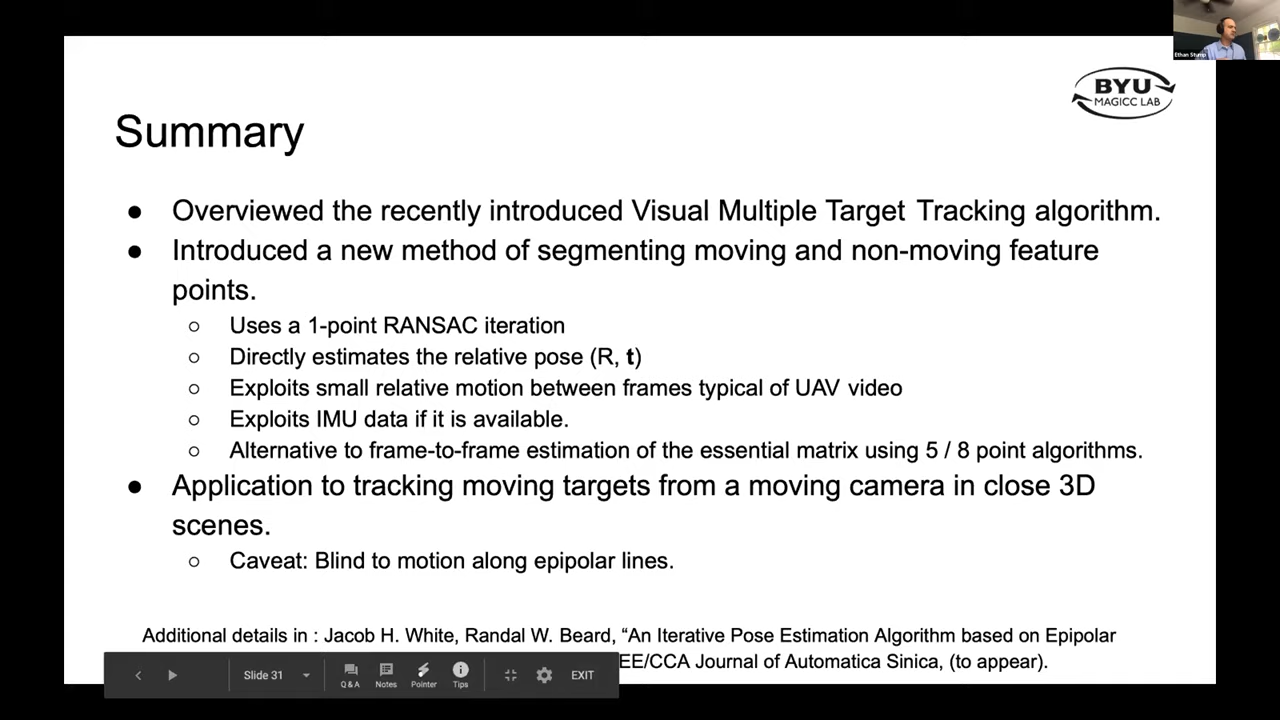 Ethan Stump
BYU
MAGICC LAB
Summary
● Overviewed the recently introduced Visual Multiple Target Tracking algorithm.
● Introduced a new method of segmenting moving and non-moving feature
points.
○ Uses a 1-point RANSAC iteration
○ Directly estimates the relative pose (R, t)
○ Exploits small relative motion between frames typical of UAV video
○ Exploits IMU data if it is available.
○ Alternative to frame-to-frame estimation of the essential matrix using 5 / 8 point algorithms.
● Application to tracking moving targets from a moving camera in close 3D
scenes.
○ Caveat: Blind to motion along epipolar lines.
Additional details in : Jacob H. White, Randal W. Beard, “An Iterative Pose Estimation Algorithm based on Epipolar
EE/CCA Journal of Automatica Sinica, (to appear).
Slide 31
Q & A
Notes
Pointer
Tips
EXIT